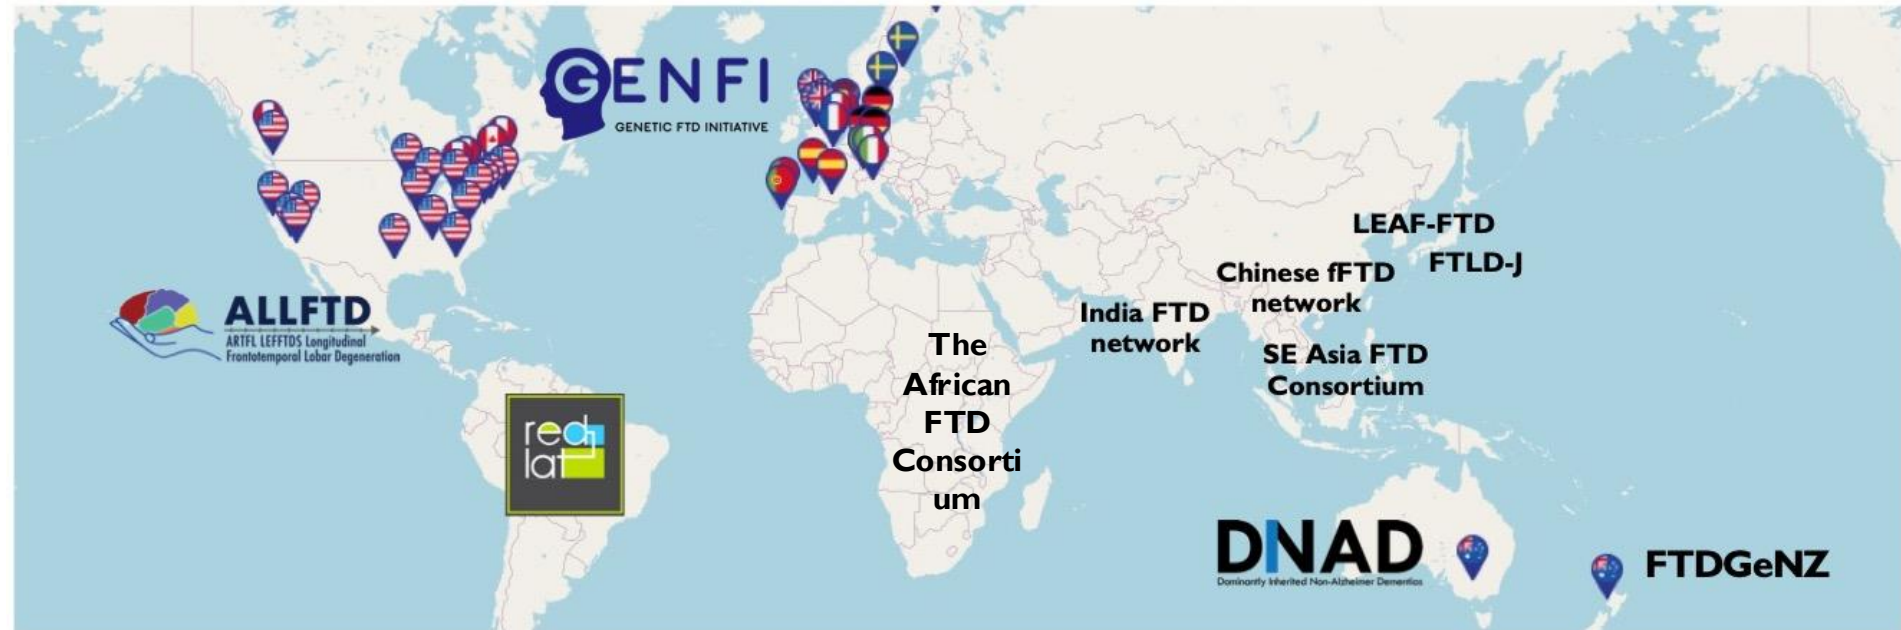 GENFI
GENETIC FTD INITIATIVE
LEAF-FTD
FTLD-J
Chinese fFTD
network
India FTD
network
SE Asia FTD
Consortium
ALLFTD
ARTFL LEFFTDS Longitudinal
Frontotemporal Lobar Degeneration
The
African
FTD
Consorti
um
red
lat
DINAD
Dominantly Inherited Non-Alzheimer Dementias
FTDGeNZ